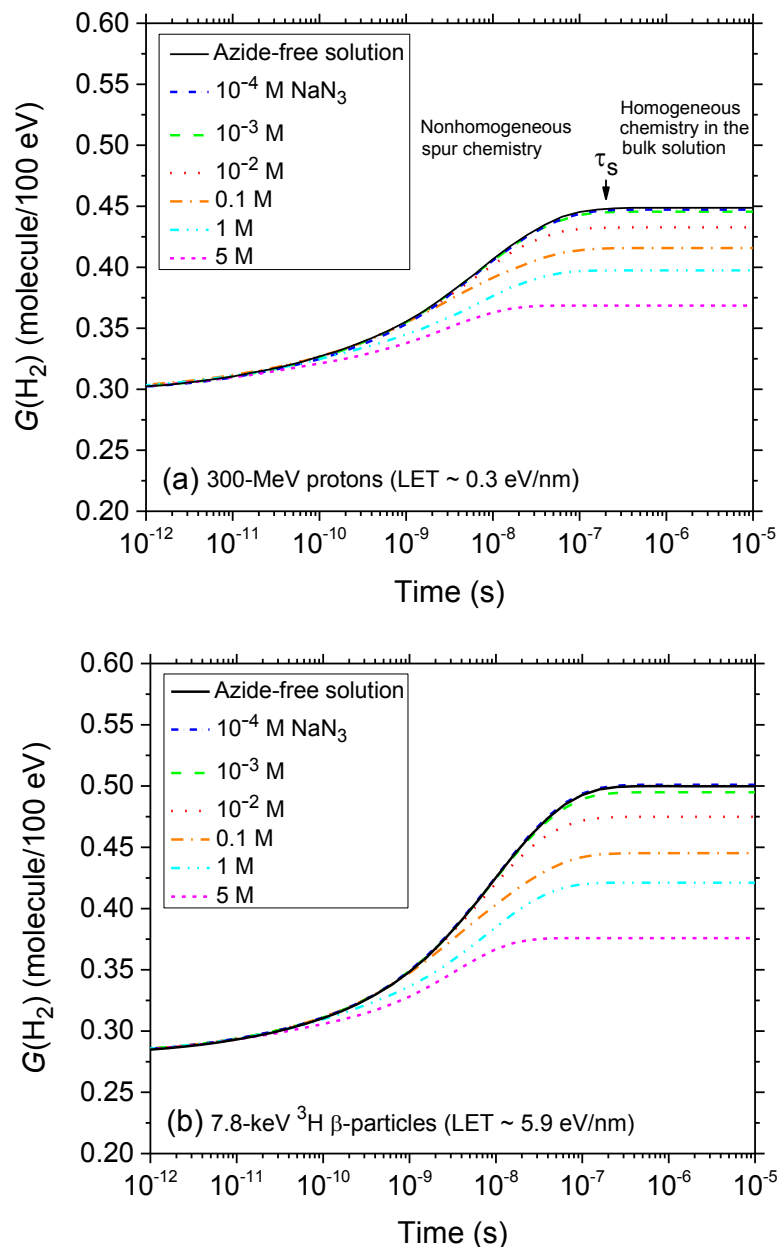 0.60
0.55
0.50
0.45
0.40
0.35
0.30
0.25
0.20
G(H₂) (molecule/100 eV)
Azide-free solution
10⁻⁴ M NaN₃
10⁻³ M
10⁻² M
0.1 M
1 M
5 M
Nonhomogeneous
spur chemistry
Homogeneous
chemistry in the
bulk solution
τₛ
(a) 300-MeV protons (LET ~ 0.3 eV/nm)
10⁻¹² 10⁻¹¹ 10⁻¹⁰ 10⁻⁹ 10⁻⁸ 10⁻⁷ 10⁻⁶ 10⁻⁵
Time (s)
0.60
0.55
0.50
0.45
0.40
0.35
0.30
0.25
0.20
G(H₂) (molecule/100 eV)
Azide-free solution
10⁻⁴ M NaN₃
10⁻³ M
10⁻² M
0.1 M
1 M
5 M
(b) 7.8-keV ³H β-particles (LET ~ 5.9 eV/nm)
10⁻¹² 10⁻¹¹ 10⁻¹⁰ 10⁻⁹ 10⁻⁸ 10⁻⁷ 10⁻⁶ 10⁻⁵
Time (s)